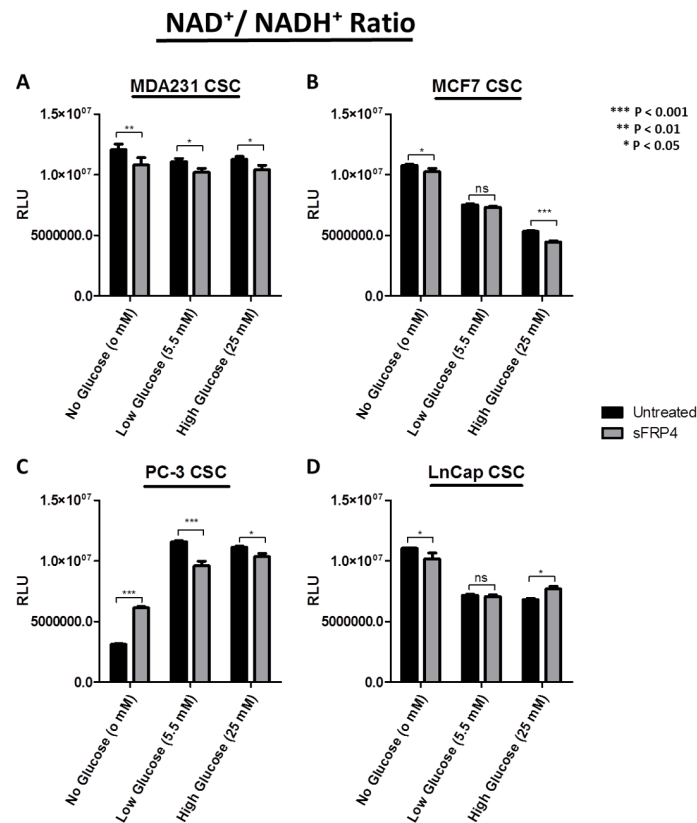 NAD⁺/ NADH⁺ Ratio
A
MDA231 CSC
RLU
1.5×10⁰⁷
1.0×10⁰⁷
5000000.0
0.0
**
*
*
No Glucose (o mM)
Low Glucose (5.5 mM)
High Glucose (25 mM)
B
MCF7 CSC
RLU
1.5×10⁰⁷
1.0×10⁰⁷
5000000.0
0.0
*
ns
***
No Glucose (o mM)
Low Glucose (5.5 mM)
High Glucose (25 mM)
*** P < 0.001
** P < 0.01
* P < 0.05
Untreated
sFRP4
C
PC-3 CSC
RLU
1.5×10⁰⁷
1.0×10⁰⁷
5000000.0
0.0
***
***
*
No Glucose (o mM)
Low Glucose (5.5 mM)
High Glucose (25 mM)
D
LnCap CSC
RLU
1.5×10⁰⁷
1.0×10⁰⁷
5000000.0
0.0
*
ns
*
No Glucose (o mM)
Low Glucose (5.5 mM)
High Glucose (25 mM)